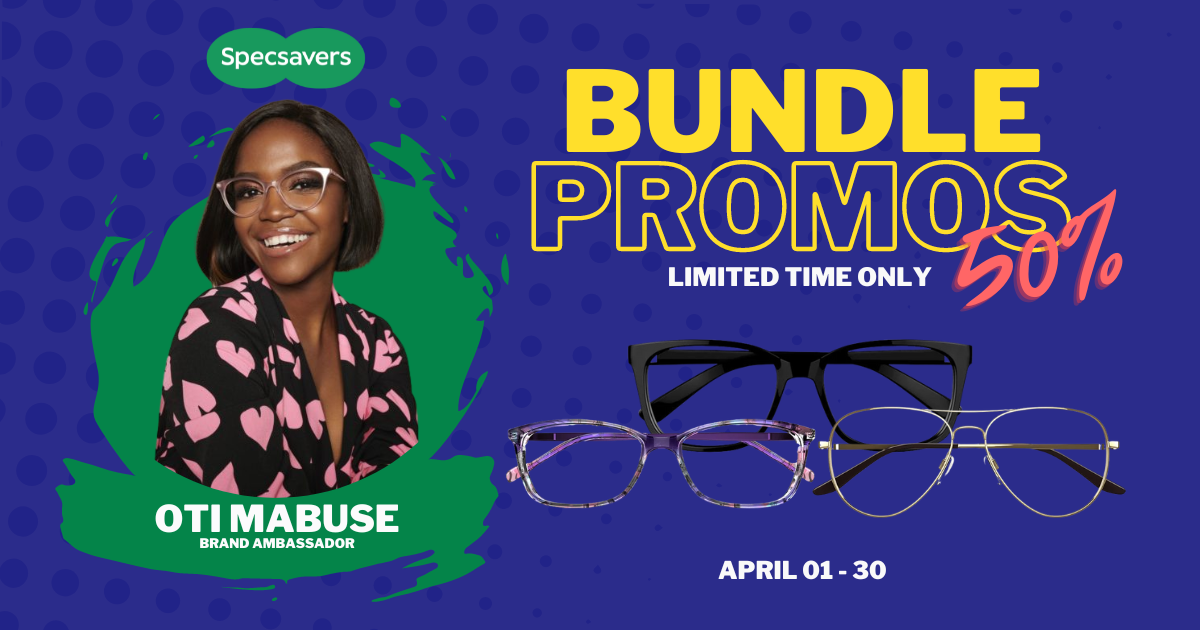 Specsavers
BUNDLE
PROMOS
50%
LIMITED TIME ONLY
OTI MABUSE
BRAND AMBASSADOR
APRIL 01 - 30